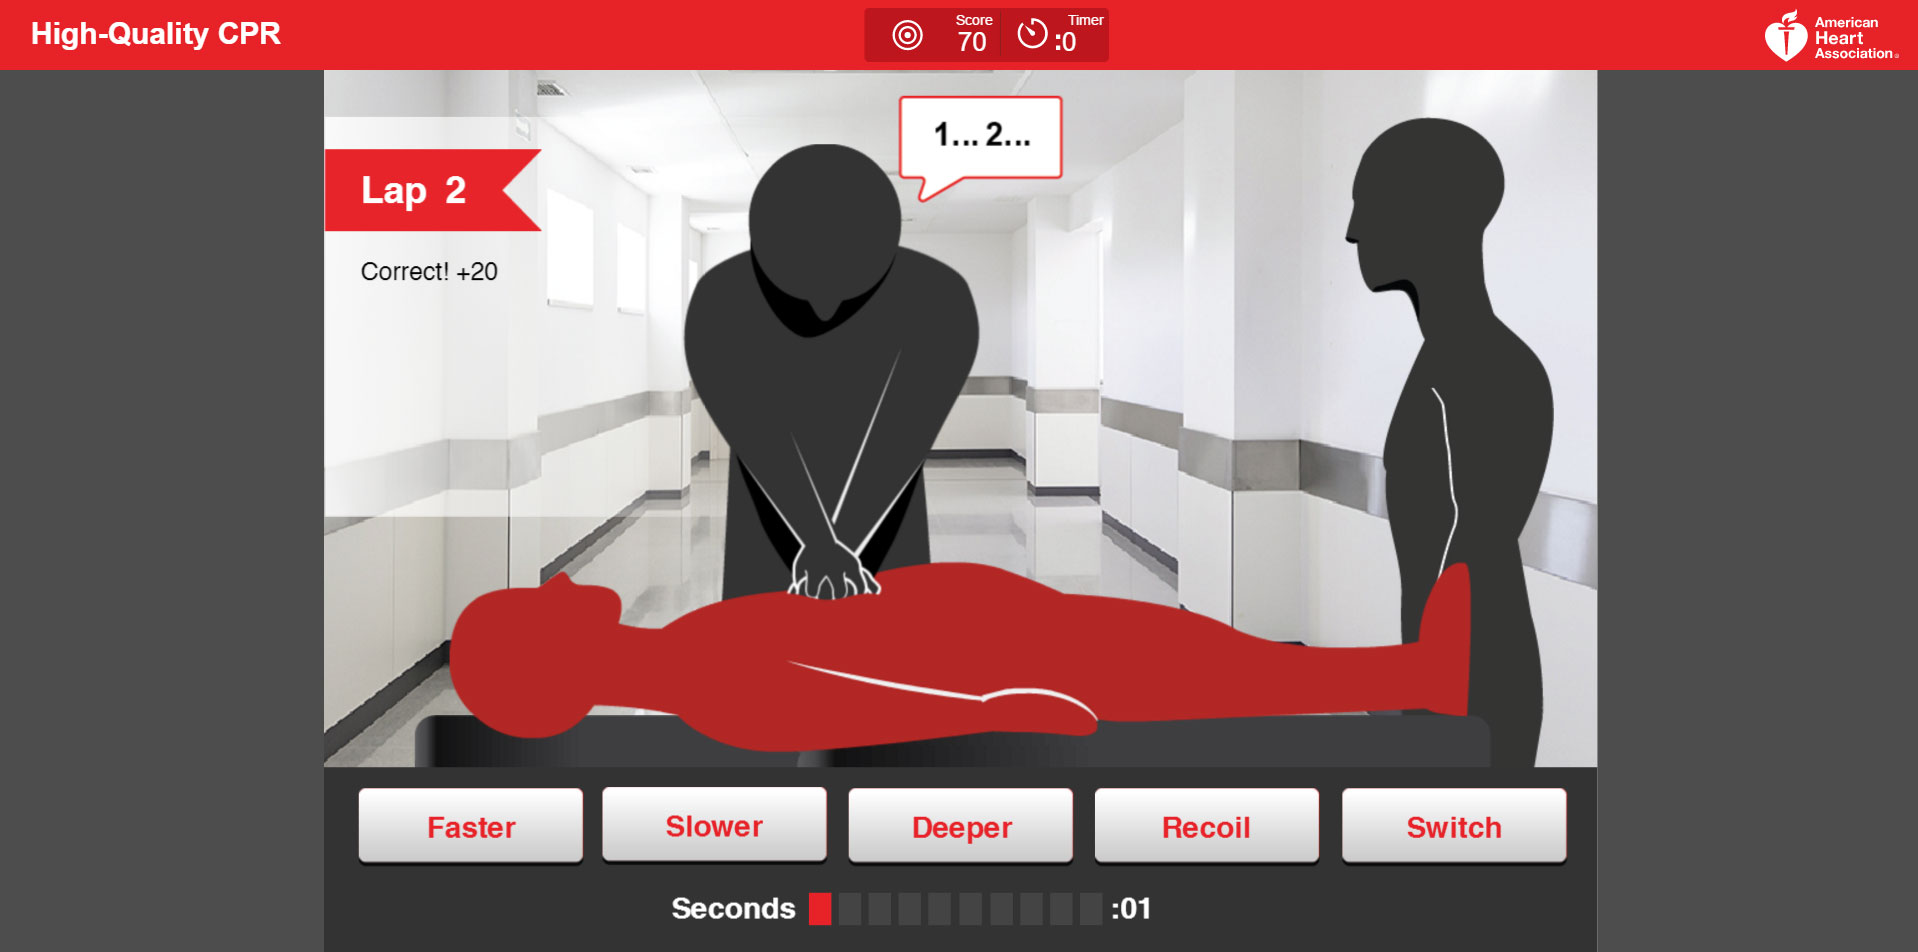 High-Quality CPR
Score
70
Timer
:0
American
Heart
Association®
1... 2...
Lap 2
Correct! +20
Faster
Slower
Deeper
Recoil
Switch
Seconds :01